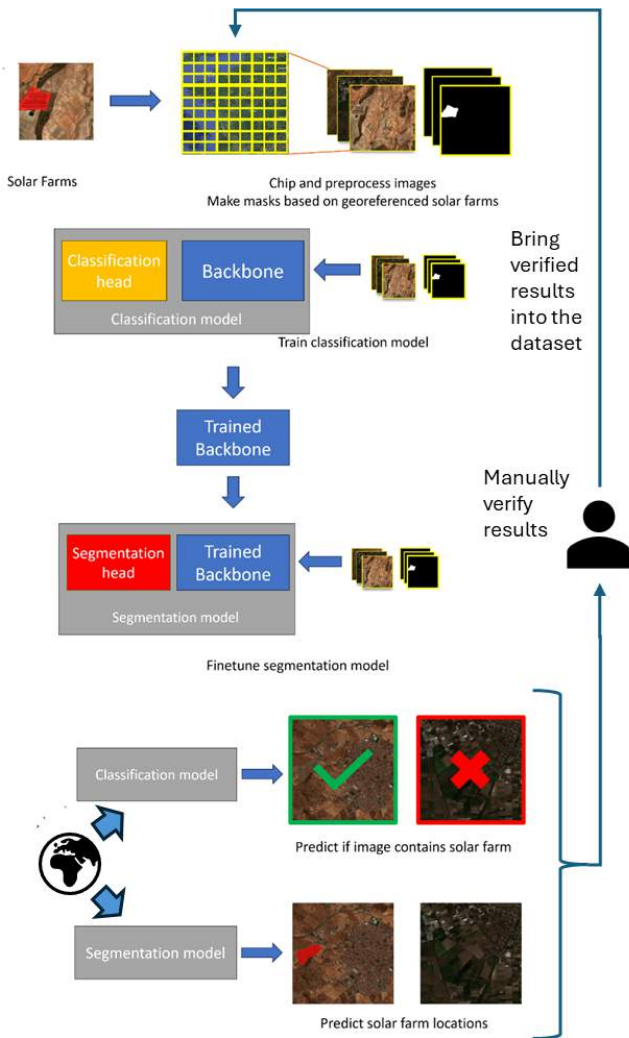 Solar Farms
Chip and preprocess images
Make masks based on georeferenced solar farms
Classification
head
Backbone
Classification model
Train classification model
Bring
verified
results
into the
dataset
Trained
Backbone
Manually
verify
results
Segmentation
head
Trained
Backbone
Segmentation model
Finetune segmentation model
Classification model
Predict if image contains solar farm
Segmentation model
Predict solar farm locations